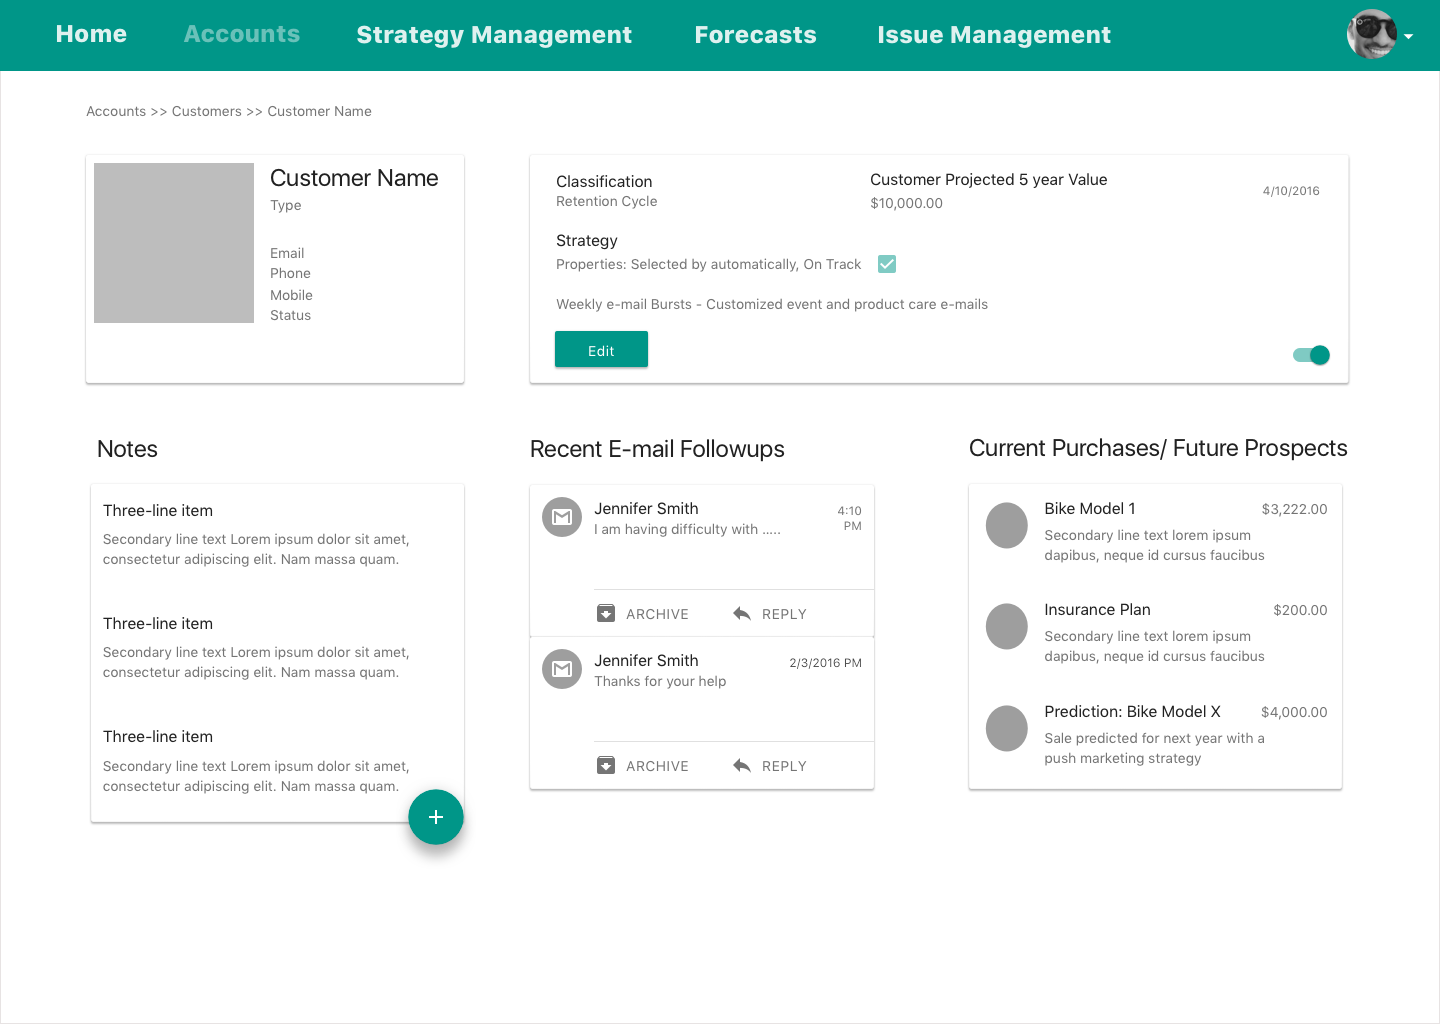 Home Accounts Strategy Management Forecasts Issue Management
Accounts >> Customers >> Customer Name
Customer Name
Type
Email
Phone
Mobile
Status
Classification
Retention Cycle
Customer Projected 5 year Value
$10,000.00
4/10/2016
Strategy
Properties: Selected by automatically, On Track
Weekly e-mail Bursts - Customized event and product care e-mails
Edit
Notes
Three-line item
Secondary line text Lorem ipsum dolor sit amet,
consectetur adipiscing elit. Nam massa quam.
Three-line item
Secondary line text Lorem ipsum dolor sit amet,
consectetur adipiscing elit. Nam massa quam.
Three-line item
Secondary line text Lorem ipsum dolor sit amet,
consectetur adipiscing elit. Nam massa quam.
Recent E-mail Followups
Jennifer Smith
I am having difficulty with .....
4:10
PM
ARCHIVE REPLY
Jennifer Smith
2/3/2016 PM
Thanks for your help
ARCHIVE REPLY
Current Purchases/ Future Prospects
Bike Model 1 $3,222.00
Secondary line text lorem ipsum
dapibus, neque id cursus faucibus
Insurance Plan $200.00
Secondary line text lorem ipsum
dapibus, neque id cursus faucibus
Prediction: Bike Model X $4,000.00
Sale predicted for next year with a
push marketing strategy